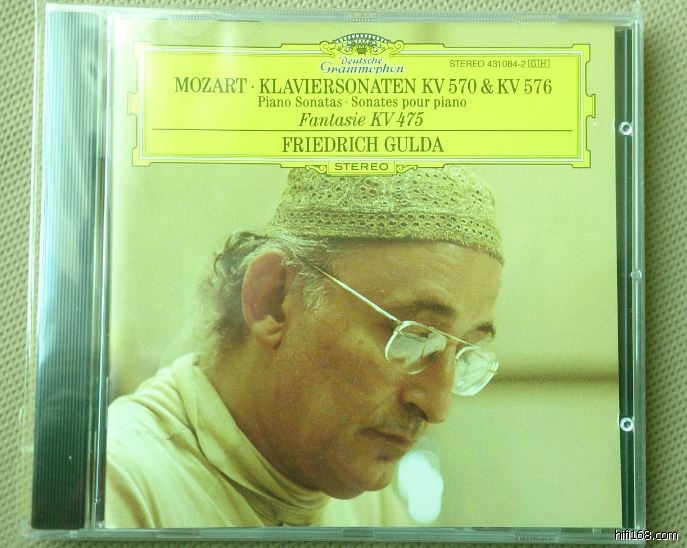 Deutsche
Grammophon
STEREO 431 084-2 GH
MOZART · KLAVIERSONATEN KV 570 & KV 576
Piano Sonatas · Sonates pour piano
Fantasie KV 475
FRIEDRICH GULDA
STEREO
hifi168.com